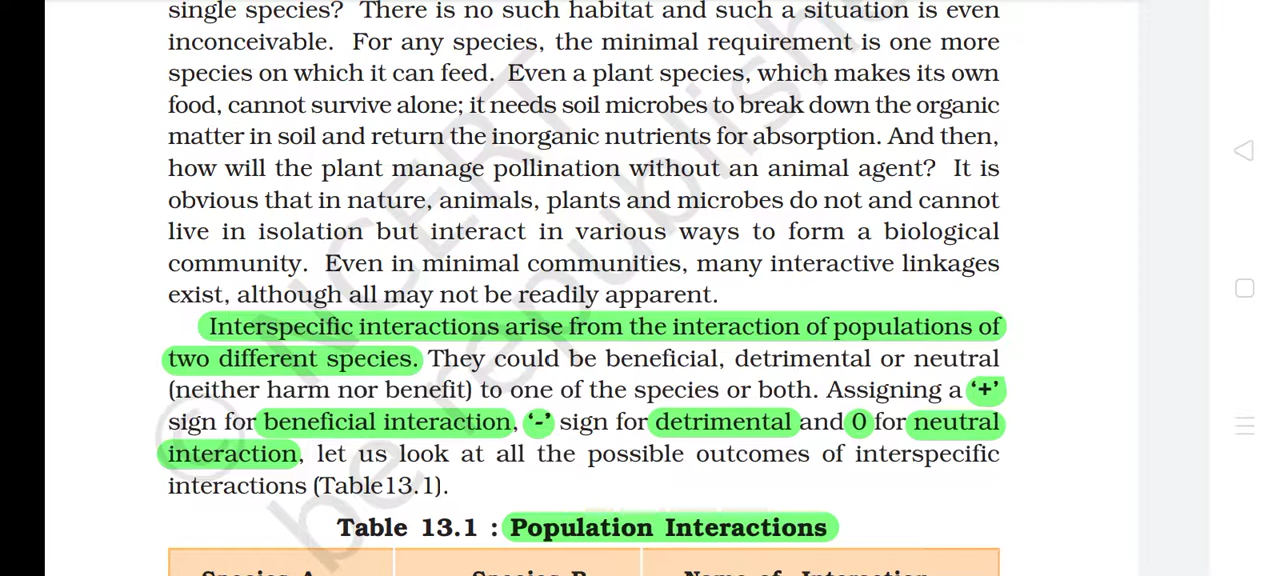 single species? There is no such habitat and such a situation is even
inconceivable. For any species, the minimal requirement is one more
species on which it can feed. Even a plant species, which makes its own
food, cannot survive alone; it needs soil microbes to break down the organic
matter in soil and return the inorganic nutrients for absorption. And then,
how will the plant manage pollination without an animal agent? It is
obvious that in nature, animals, plants and microbes do not and cannot
live in isolation but interact in various ways to form a biological
community. Even in minimal communities, many interactive linkages
exist, although all may not be readily apparent.
Interspecific interactions arise from the interaction of populations of
two different species. They could be beneficial, detrimental or neutral
(neither harm nor benefit) to one of the species or both. Assigning a ‘+’
sign for beneficial interaction, ‘-’ sign for detrimental and 0 for neutral
interaction, let us look at all the possible outcomes of interspecific
interactions (Table13.1).
Table 13.1 : Population Interactions
Species A Species B Name of Interaction
© NCERT
be republishe